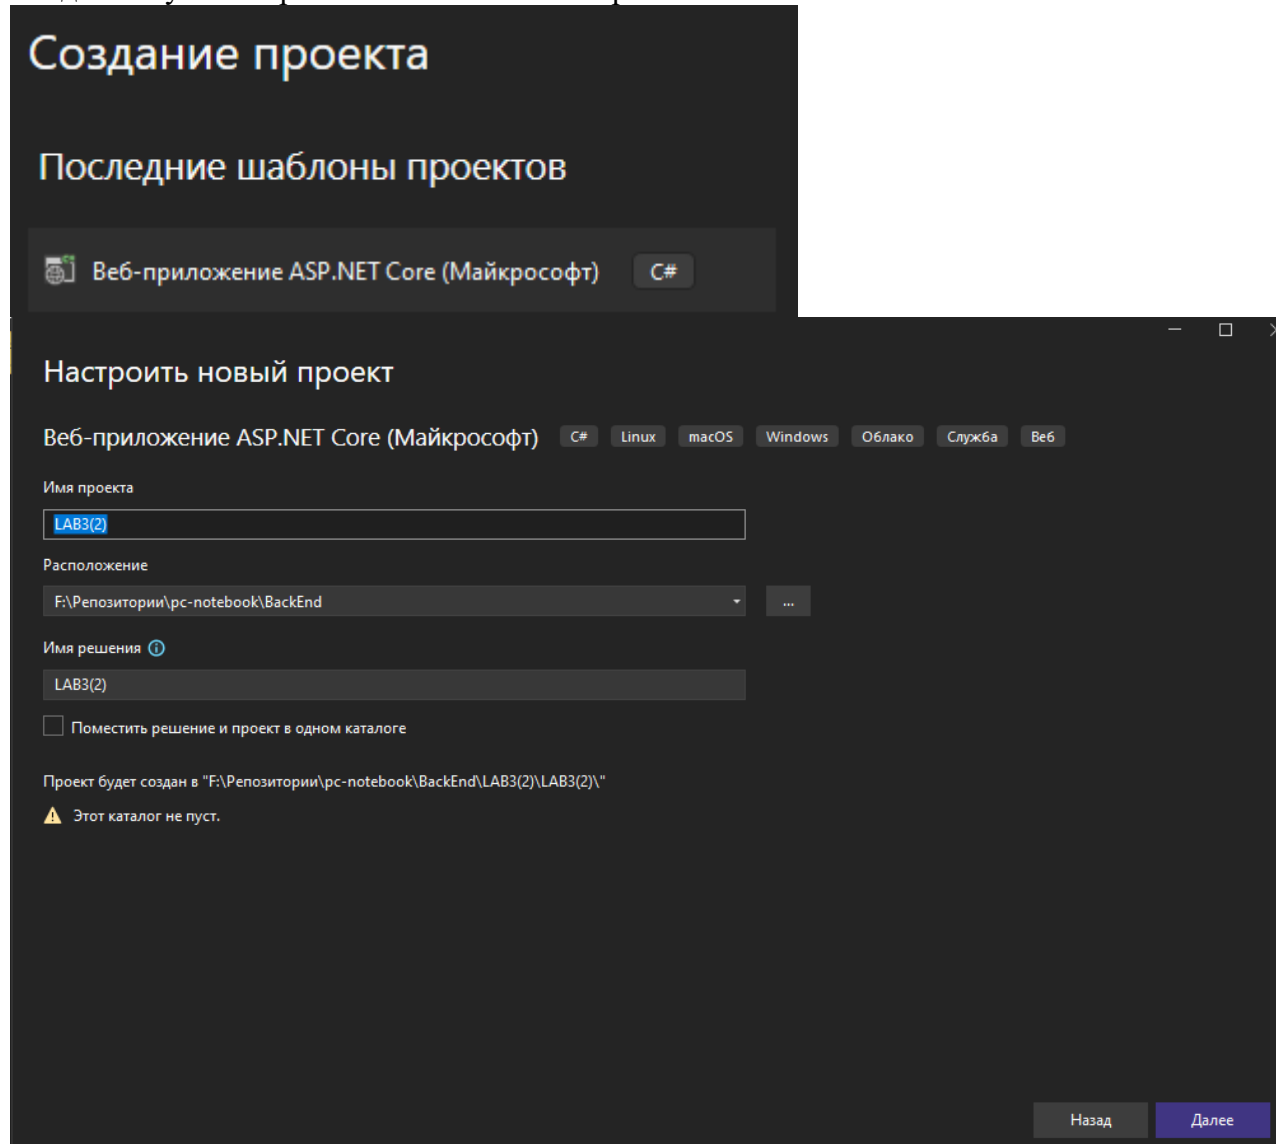 Создание проекта
Последние шаблоны проектов
Веб-приложение ASP.NET Core (Майкрософт) C#
Настроить новый проект
Веб-приложение ASP.NET Core (Майкрософт) C# Linux macOS Windows Облако Служба Веб
Имя проекта
LAB3(2)
Расположение
F:\Репозитории\pc-notebook\BackEnd ...
Имя решения
LAB3(2)
Поместить решение и проект в одном каталоге
Проект будет создан в "F:\Репозитории\pc-notebook\BackEnd\LAB3(2)\LAB3(2)\"
Этот каталог не пуст.
Назад Далее